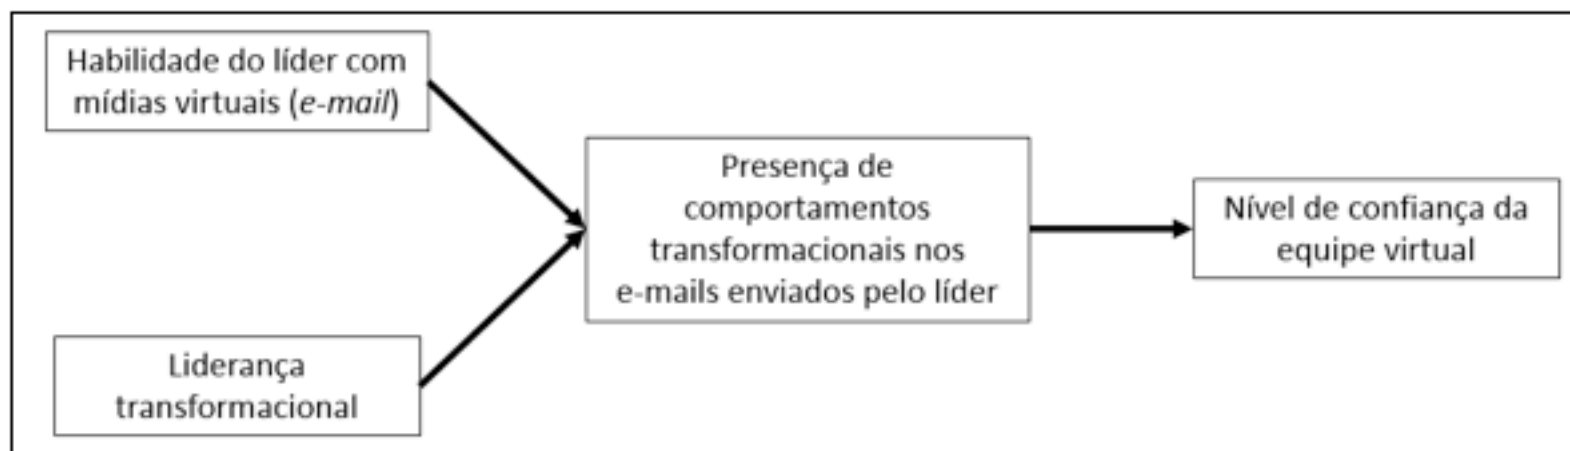 Habilidade do líder com
mídias virtuais (e-mail)
Presença de
comportamentos
transformacionais nos
e-mails enviados pelo líder
Nível de confiança da
equipe virtual
Liderança
transformacional